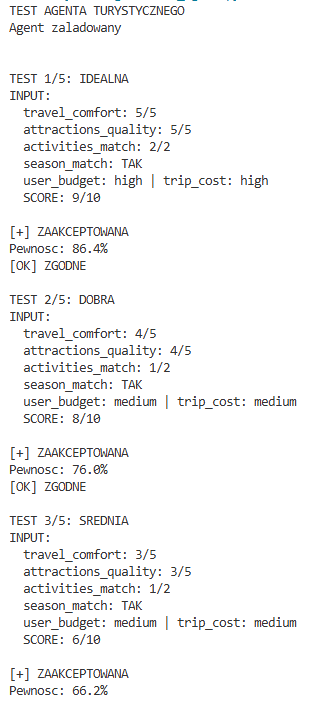 TEST AGENTA TURYSTYCZNEGO
Agent zaladowany
TEST 1/5: IDEALNA
INPUT:
travel_comfort: 5/5
attractions_quality: 5/5
activities_match: 2/2
season_match: TAK
user_budget: high | trip_cost: high
SCORE: 9/10
[+] ZAAKCEPTOWANA
Pewnosc: 86.4%
[OK] ZGODNE
TEST 2/5: DOBRA
INPUT:
travel_comfort: 4/5
attractions_quality: 4/5
activities_match: 1/2
season_match: TAK
user_budget: medium | trip_cost: medium
SCORE: 8/10
[+] ZAAKCEPTOWANA
Pewnosc: 76.0%
[OK] ZGODNE
TEST 3/5: SREDNIA
INPUT:
travel_comfort: 3/5
attractions_quality: 3/5
activities_match: 1/2
season_match: TAK
user_budget: medium | trip_cost: medium
SCORE: 6/10
[+] ZAAKCEPTOWANA
Pewnosc: 66.2%